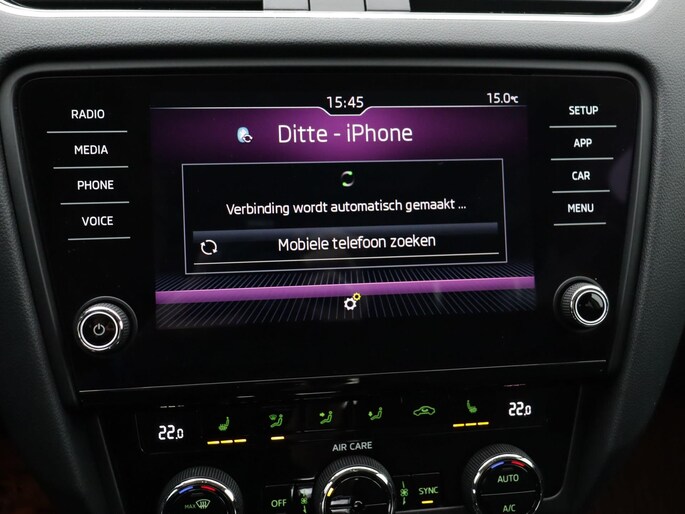 15:45
15.0°C
Ditte - iPhone
Verbinding wordt automatisch gemaakt ...
Mobiele telefoon zoeken
RADIO
MEDIA
PHONE
VOICE
SETUP
APP
CAR
MENU
22.0
22.0
AIR CARE
MAX
OFF
SYNC
AUTO
A/C